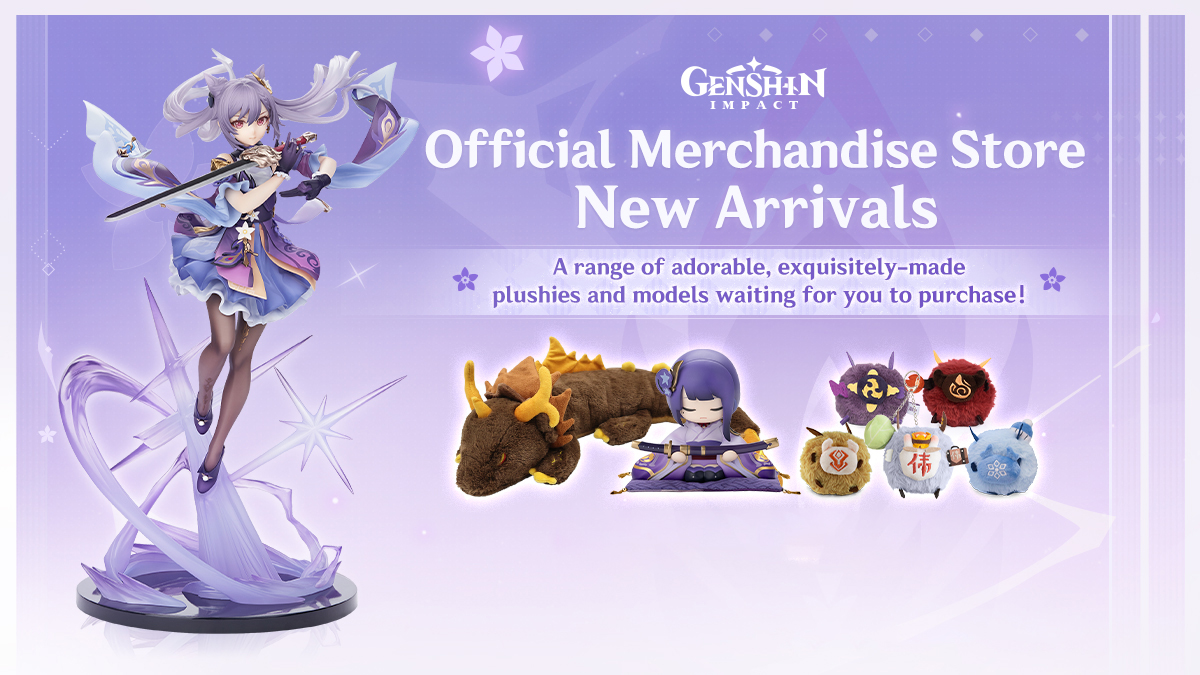 GENSHIN
IMPACT
Official Merchandise Store
New Arrivals
A range of adorable, exquisitely-made
plushies and models waiting for you to purchase!
伟